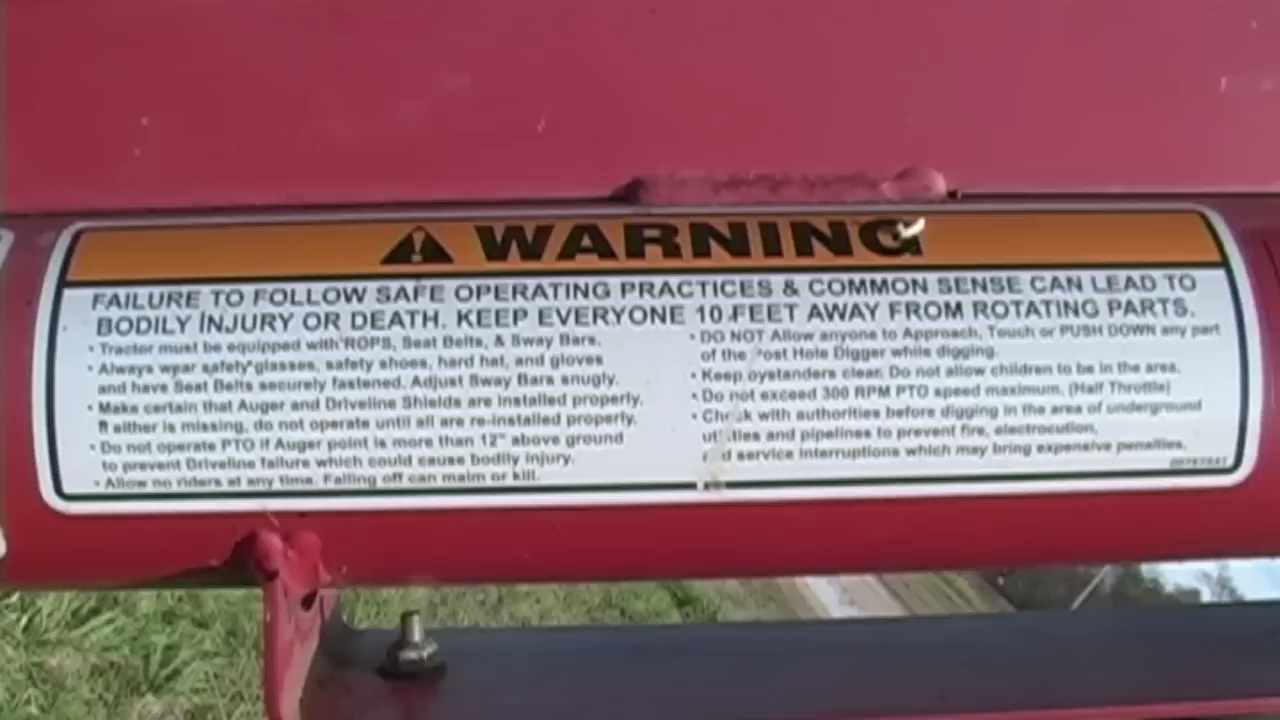 WARNING
FAILURE TO FOLLOW SAFE OPERATING PRACTICES & COMMON SENSE CAN LEAD TO
BODILY INJURY OR DEATH. KEEP EVERYONE 10 FEET AWAY FROM ROTATING PARTS.
• Tractor must be equipped with ROPS, Seat Belts, & Sway Bars.
• Always wear safety glasses, safety shoes, hard hat, and gloves
and have Seat Belts securely fastened. Adjust Sway Bars snugly.
• Make certain that Auger and Driveline Shields are installed properly.
If either is missing, do not operate until all are re-installed properly.
• Do not operate PTO if Auger point is more than 12" above ground
to prevent Driveline failure which could cause bodily injury.
• Allow no riders at any time. Falling off can maim or kill.
• DO NOT Allow anyone to Approach, Touch or PUSH DOWN any part
of the Post Hole Digger while digging.
• Keep bystanders clear. Do not allow children to be in the area.
• Do not exceed 300 RPM PTO speed maximum. (Half Throttle)
• Check with authorities before digging in the area of underground
utilities and pipelines to prevent fire, electrocution,
and service interruptions which may bring expensive penalties.